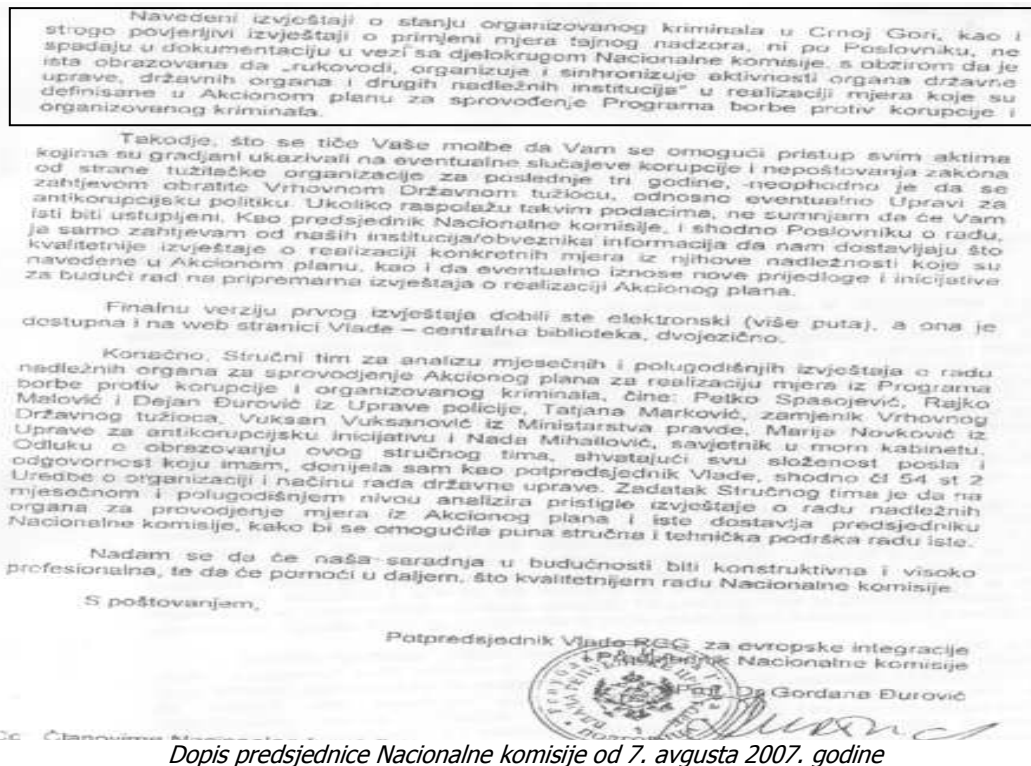 Navedeni izvještaji o stanju organizovanog kriminala u Crnoj Gori, kao i
strogo povjerljivi izvještaji o primjeni mjera tajnog nadzora, ni po Poslovniku, ne
spadaju u dokumentaciju u vezi sa djelokrugom Nacionalne komisije, s obzirom da je
ista obrazovana da „rukovodi, organizuje i sinhronizuje aktivnosti organa državne
uprave, državnih organa i drugih nadležnih institucija" u realizaciji mjera koje su
definisane u Akcionom planu za sprovođenje Programa borbe protiv korupcije i
organizovanog kriminala.
Takodje, što se tiče Vaše molbe da Vam se omogući pristup svim aktima
kojima su gradjani ukazivali na eventualne slučajeve korupcije i nepoštovanja zakona
od strane tužilačke organizacije za poslednje tri godine, -neophodno je da se
zahtjevom obratite Vrhovnom Državnom tužiocu, odnosno eventualno Upravi za
antikorupcijsku politiku. Ukoliko raspolažu takvim podacima, ne sumnjam da će Vam
isti biti ustupljeni. Kao predsjednik Nacionalne komisije, i shodno Poslovniku o radu,
ja samo zahtjevam od naših institucija/obveznika informacija da nam dostavljaju što
kvalitetnije izvještaje o realizaciji konkretnih mjera iz njihove nadležnosti koje su
navedene u Akcionom planu, kao i da eventualno iznose nove prijedloge i inicijative
za budući rad na pripremama izvještaja o realizaciji Akcionog plana.
Finalnu verziju prvog izvještaja dobili ste elektronski (više puta), a ona je
dostupna i na web stranici Vlade – centralna biblioteka, dvojezično.
Konačno, Stručni tim za analizu mjesečnih i polugodišnjih izvještaja o radu
nadležnih organa za sprovodjenje Akcionog plana za realizaciju mjera iz Programa
borbe protiv korupcije i organizovanog kriminala, čine: Petko Spasojević, Rajko
Malović i Dejan Đurović iz Uprave policije, Tatjana Marković, zamjenik Vrhovnog
Državnog tužioca, Vuksan Vuksanović iz Ministarstva pravde, Marija Novković iz
Uprave za antikorupcijsku inicijativu i Nada Mihailović, savjetnik u mom kabinetu.
Odluku o obrazovanju ovog stručnog tima, shvatajući svu složenost posla i
odgovornost koju imam, donijela sam kao potpredsjednik Vlade, shodno čl 54 st 2
Uredbe o organizaciji i načinu rada državne uprave. Zadatak Stručnog tima je da na
mjesečnom i polugodišnjem nivou analizira pristigle izvještaje o radu nadležnih
organa za provodjenje mjera iz Akcionog plana i iste dostavlja predsjedniku
Nacionalne komisije, kako bi se omogućila puna stručna i tehnička podrška radu iste.
Nadam se da će naša saradnja u budućnosti biti konstruktivna i visoko
profesionalna, te da će pomoći u daljem, što kvalitetnijem radu Nacionalne komisije.
S poštovanjem,
Potpredsjednik Vlade RCG za evropske integracije
Nacionalne komisije
Prof. Dr Gordana Đurović
Dopis predsjednice Nacionalne komisije od 7. avgusta 2007. godine